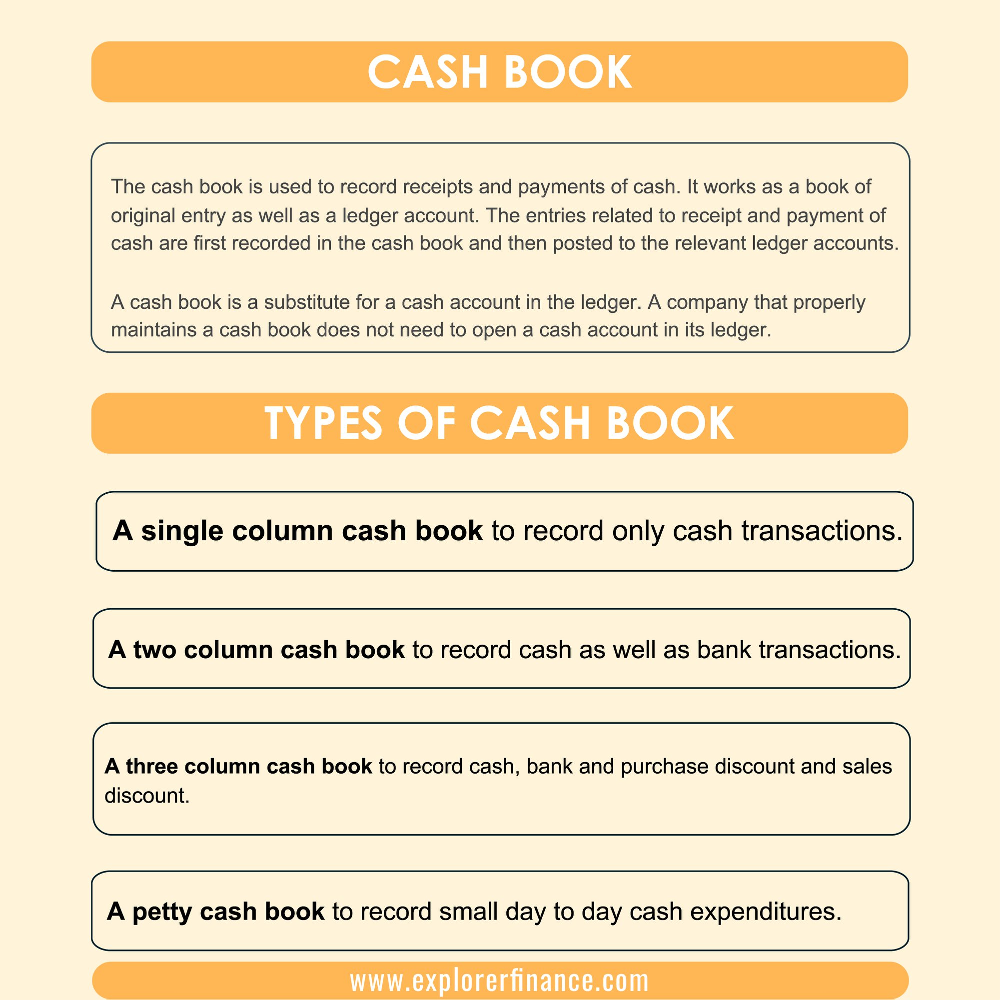 CASH BOOK
The cash book is used to record receipts and payments of cash. It works as a book of
original entry as well as a ledger account. The entries related to receipt and payment of
cash are first recorded in the cash book and then posted to the relevant ledger accounts.
A cash book is a substitute for a cash account in the ledger. A company that properly
maintains a cash book does not need to open a cash account in its ledger.
TYPES OF CASH BOOK
A single column cash book to record only cash transactions.
A two column cash book to record cash as well as bank transactions.
A three column cash book to record cash, bank and purchase discount and sales
discount.
A petty cash book to record small day to day cash expenditures.
www.explorerfinance.com